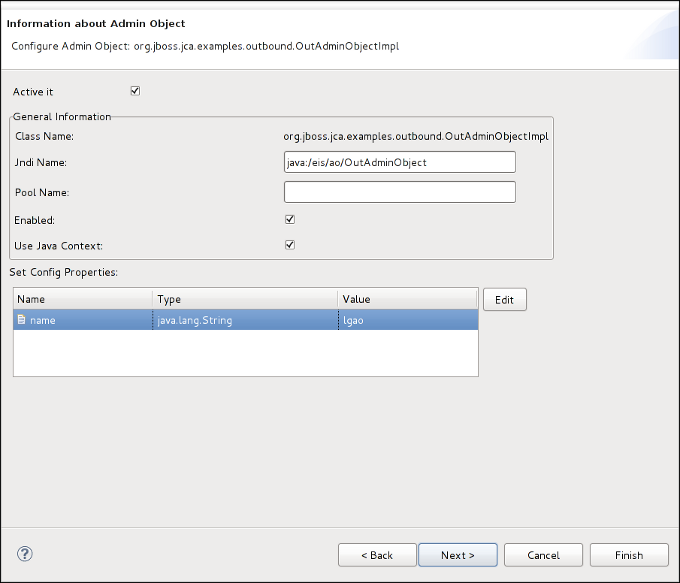 Information about Admin Object
Configure Admin Object: org.jboss.jca.examples.outbound.OutAdminObjectImpl
Active it
General Information
Class Name: org.jboss.jca.examples.outbound.OutAdminObjectImpl
Jndi Name: java:/eis/ao/OutAdminObject
Pool Name:
Enabled:
Use Java Context:
Set Config Properties:
Name Type Value Edit
name java.lang.String lgao
? < Back Next > Cancel Finish